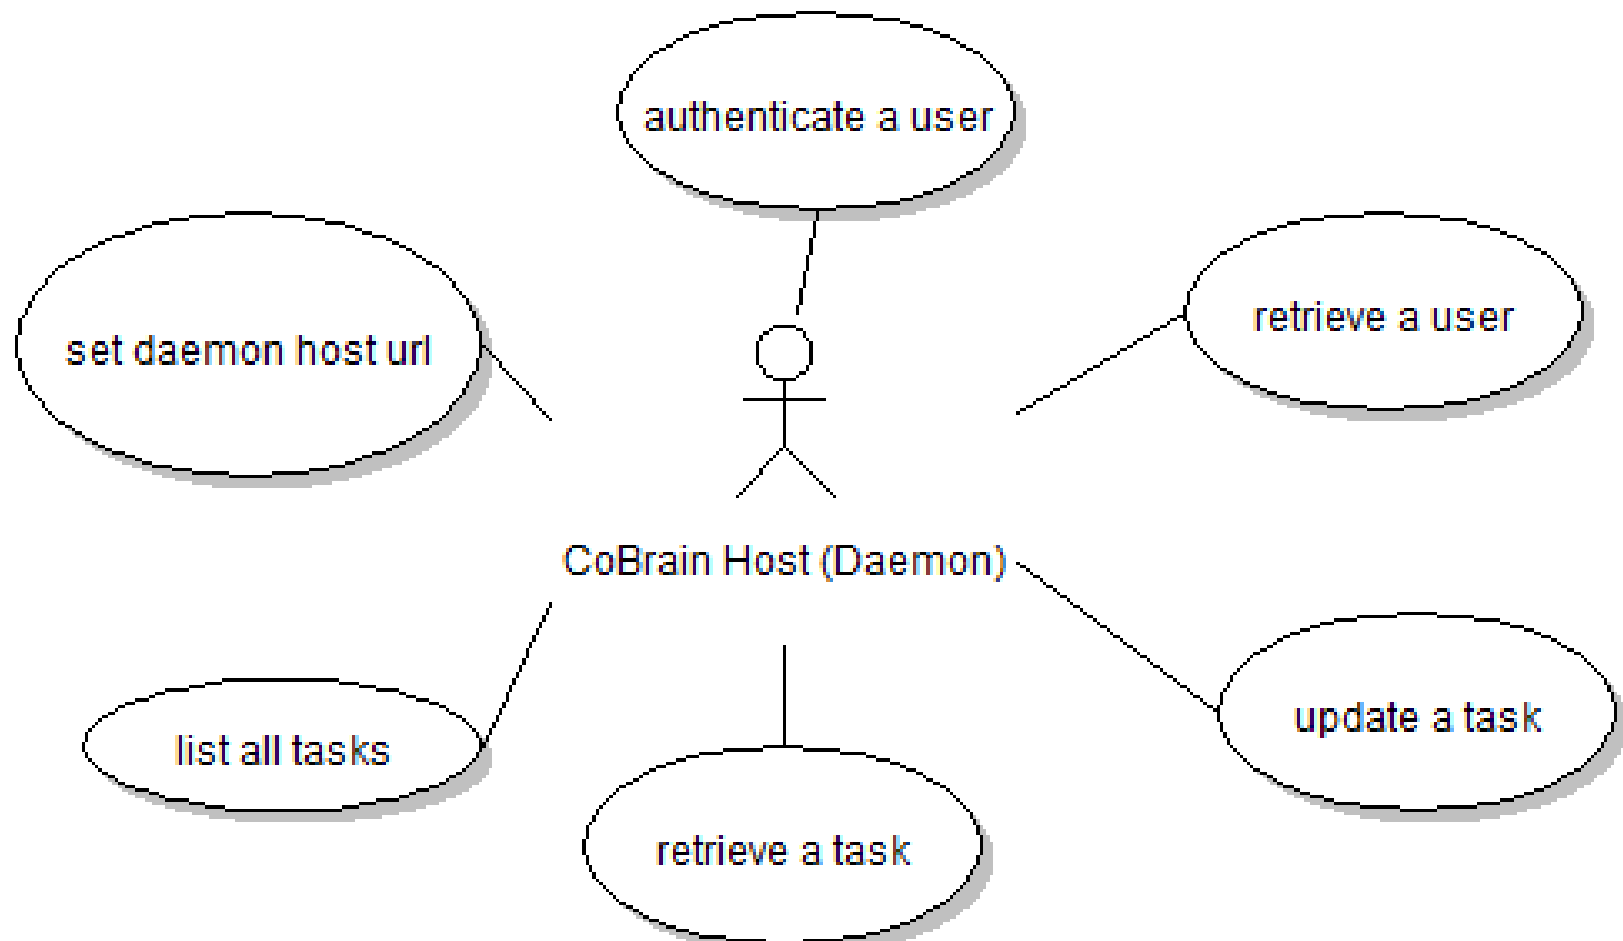 authenticate a user
retrieve a user
set daemon host url
CoBrain Host (Daemon)
update a task
list all tasks
retrieve a task